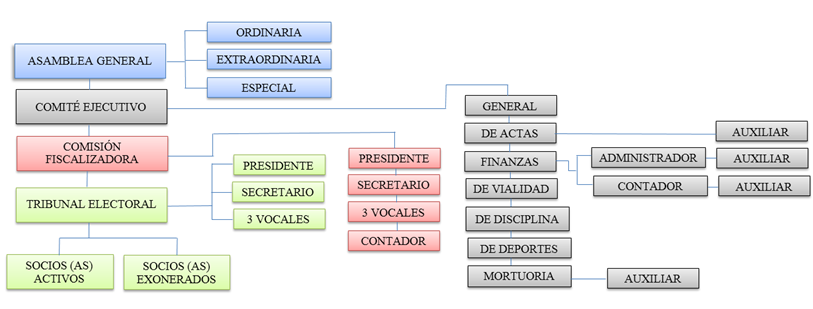 ASAMBLEA GENERAL
ORDINARIA
EXTRAORDINARIA
ESPECIAL
COMITÉ EJECUTIVO
GENERAL
DE ACTAS
AUXILIAR
FINANZAS
ADMINISTRADOR
AUXILIAR
CONTADOR
AUXILIAR
DE VIALIDAD
DE DISCIPLINA
DE DEPORTES
MORTUORIA
AUXILIAR
COMISIÓN
FISCALIZADORA
PRESIDENTE
SECRETARIO
3 VOCALES
CONTADOR
TRIBUNAL ELECTORAL
PRESIDENTE
SECRETARIO
3 VOCALES
SOCIOS (AS)
ACTIVOS
SOCIOS (AS)
EXONERADOS